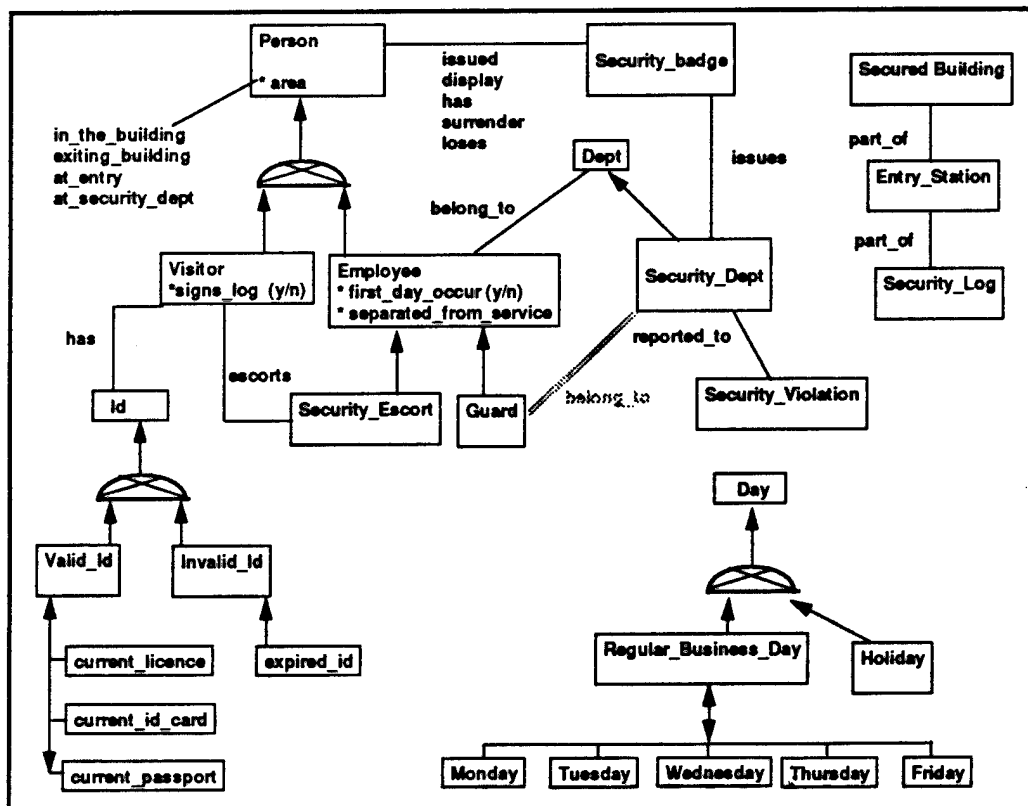 Person
* area
issued
display
has
surrender
loses
Security_badge
Secured Building
in_the_building
exiting_building
at_entry
at_security_dept
Dept
issues
part_of
Entry_Station
belong_to
part_of
Visitor
*signs_log (y/n)
Employee
* first_day_occur (y/n)
* separated_from_service
Security_Dept
Security_Log
has
reported_to
escorts
Id
Security_Escort
Guard
belong_to
Security_Violation
Day
Valid_Id
Invalid_Id
Regular_Business_Day
Holiday
current_licence
expired_id
current_id_card
current_passport
Monday
Tuesday
Wednesday
Thursday
Friday